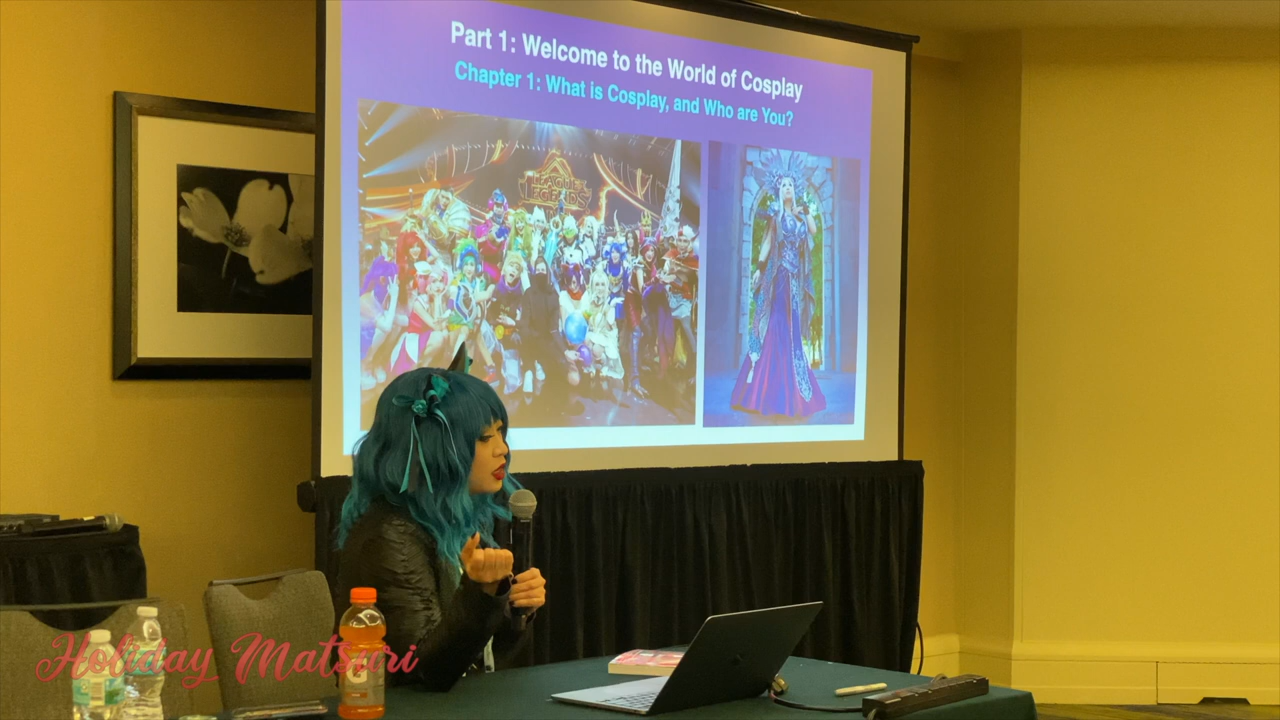 Part 1: Welcome to the World of Cosplay
Chapter 1: What is Cosplay, and Who are You?
LEAGUE
LEGENDS
Holiday Matsuri
G